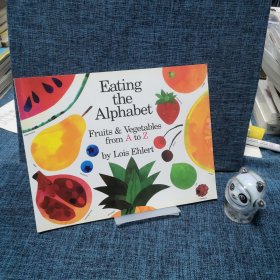 Eating
the
Alphabet
Fruits & Vegetables
from A to Z
by Lois Ehlert